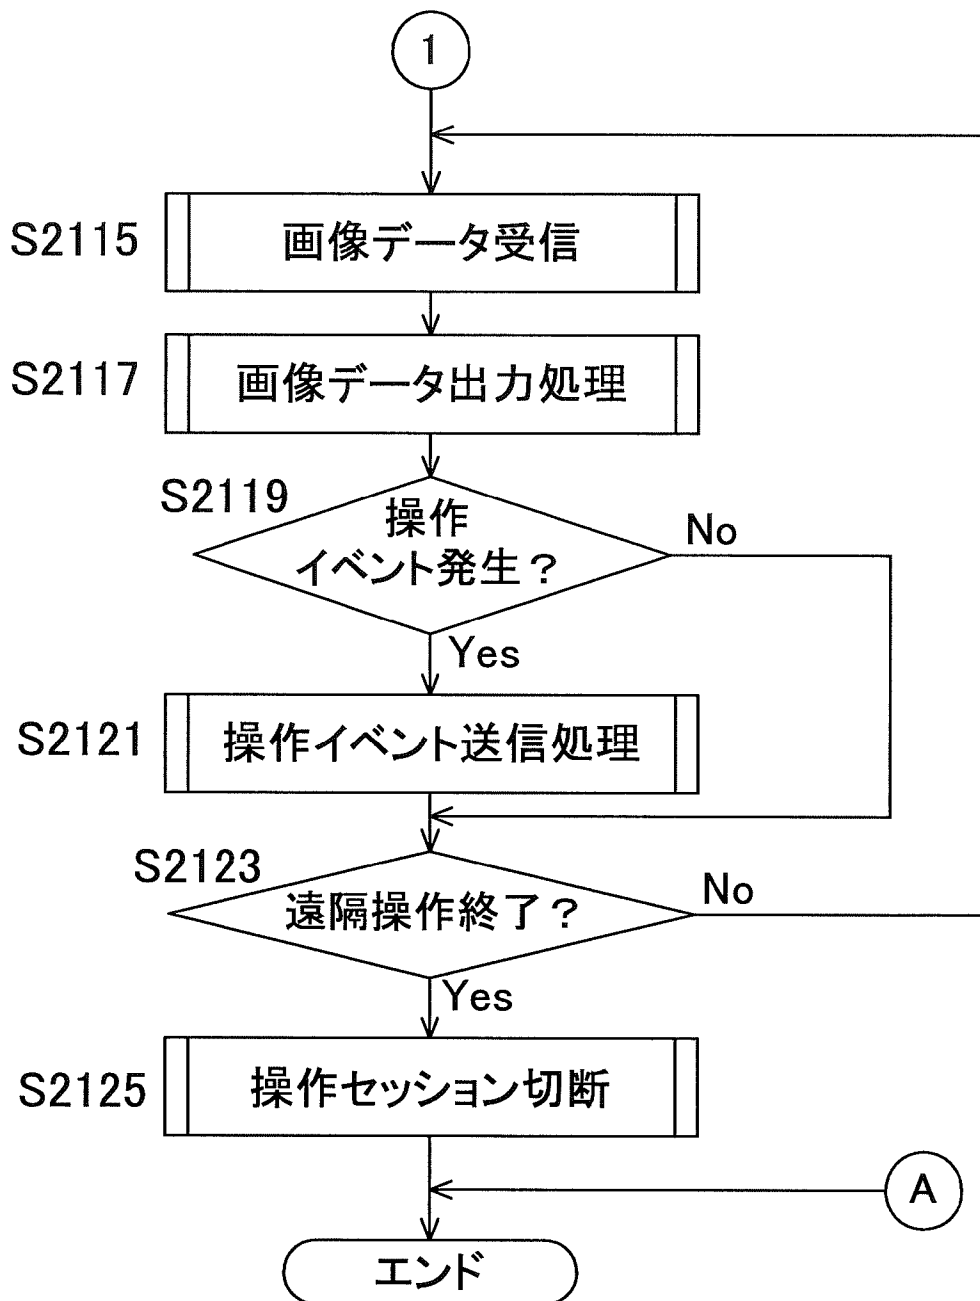 1
S2115
画像データ受信
S2117
画像データ出力処理
S2119
操作
イベント発生？
No
Yes
S2121
操作イベント送信処理
S2123
遠隔操作終了？
No
Yes
S2125
操作セッション切断
A
エンド